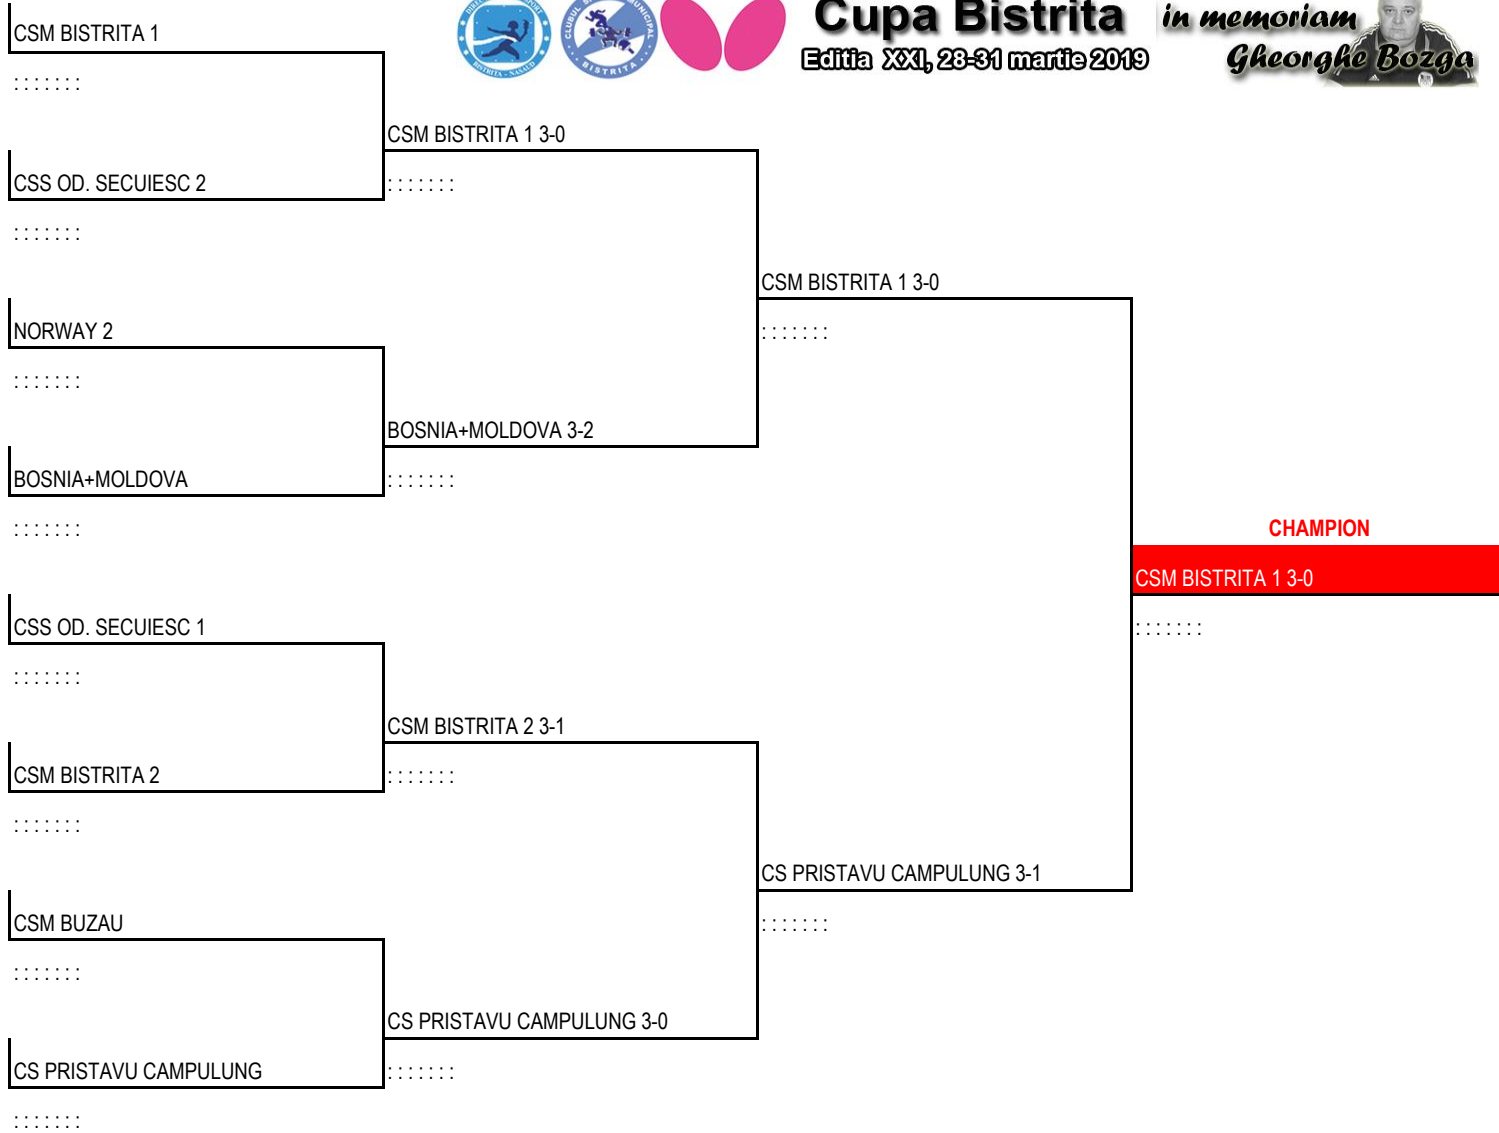 Cupa Bistrita
Editia XXI, 28-31 martie 2019
in memoriam
Gheorghe Bozga
CSM BISTRITA 1
: : : : : : :
CSM BISTRITA 1 3-0
CSS OD. SECUIESC 2
: : : : : : :
: : : : : : :
CSM BISTRITA 1 3-0
NORWAY 2
: : : : : : :
: : : : : : :
BOSNIA+MOLDOVA 3-2
BOSNIA+MOLDOVA
: : : : : : :
: : : : : : :
CHAMPION
CSM BISTRITA 1 3-0
CSS OD. SECUIESC 1
: : : : : : :
: : : : : : :
CSM BISTRITA 2 3-1
CSM BISTRITA 2
: : : : : : :
: : : : : : :
CS PRISTAVU CAMPULUNG 3-1
CSM BUZAU
: : : : : : :
: : : : : : :
CS PRISTAVU CAMPULUNG 3-0
CS PRISTAVU CAMPULUNG
: : : : : : :
: : : : : : :